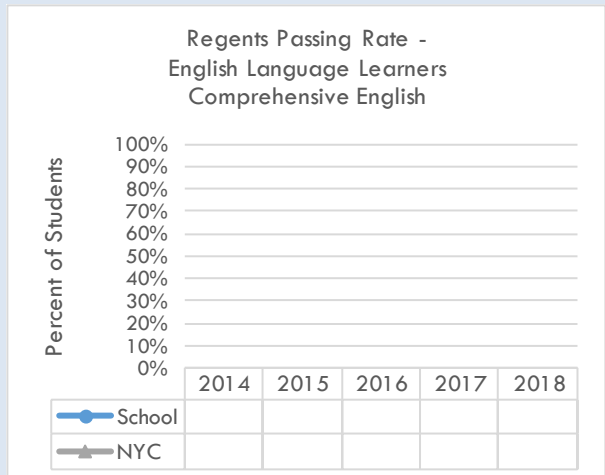 Regents Passing Rate -
English Language Learners
Comprehensive English
Percent of Students
100%
90%
80%
70%
60%
50%
40%
30%
20%
10%
0%
2014 2015 2016 2017 2018
School
NYC